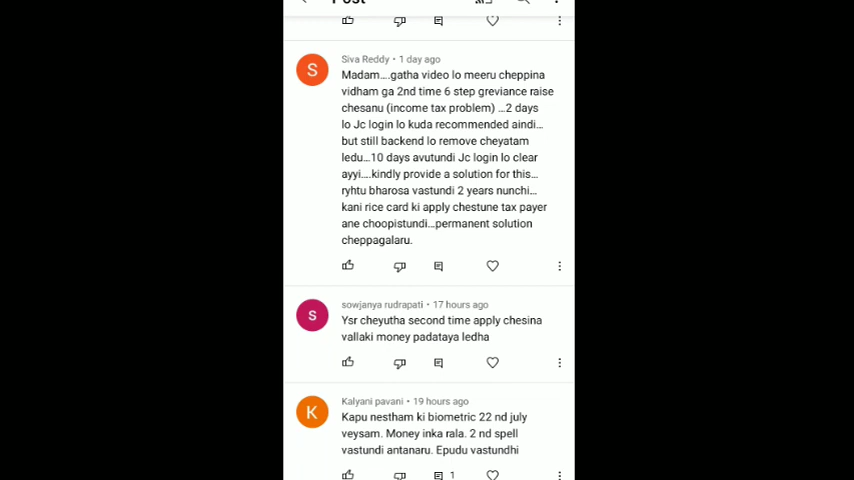 Siva Reddy • 1 day ago
S
Madam....gatha video lo meeru cheppina
vidham ga 2nd time 6 step greviance raise
chesanu (income tax problem) ...2 days
lo Jc login lo kuda recommended aindi...
but still backend lo remove cheyatam
ledu...10 days avutundi Jc login lo clear
ayyi....kindly provide a solution for this...
ryhtu bharosa vastundi 2 years nunchi...
kani rice card ki apply chestune tax payer
ane choopistundi...permanent solution
cheppagalaru.
sowjanya rudrapati • 17 hours ago
s
Ysr cheyutha second time apply chesina
vallaki money padataya ledha
Kalyani pavani • 19 hours ago
K
Kapu nestham ki biometric 22 nd july
veysam. Money inka rala. 2 nd spell
vastundi antanaru. Epudu vastundhi
1